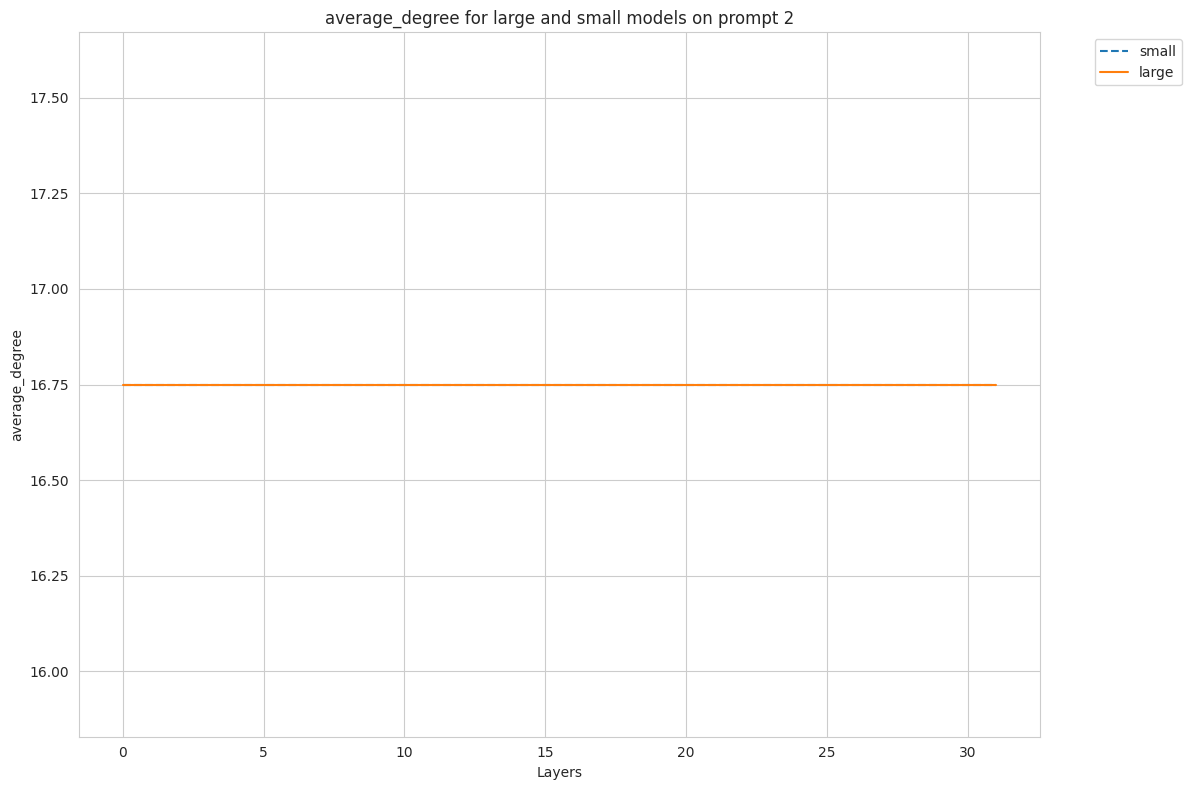 average_degree for large and small models on prompt 2
small
large
17.50
17.25
17.00
16.75
16.50
16.25
16.00
average_degree
0 5 10 15 20 25 30
Layers